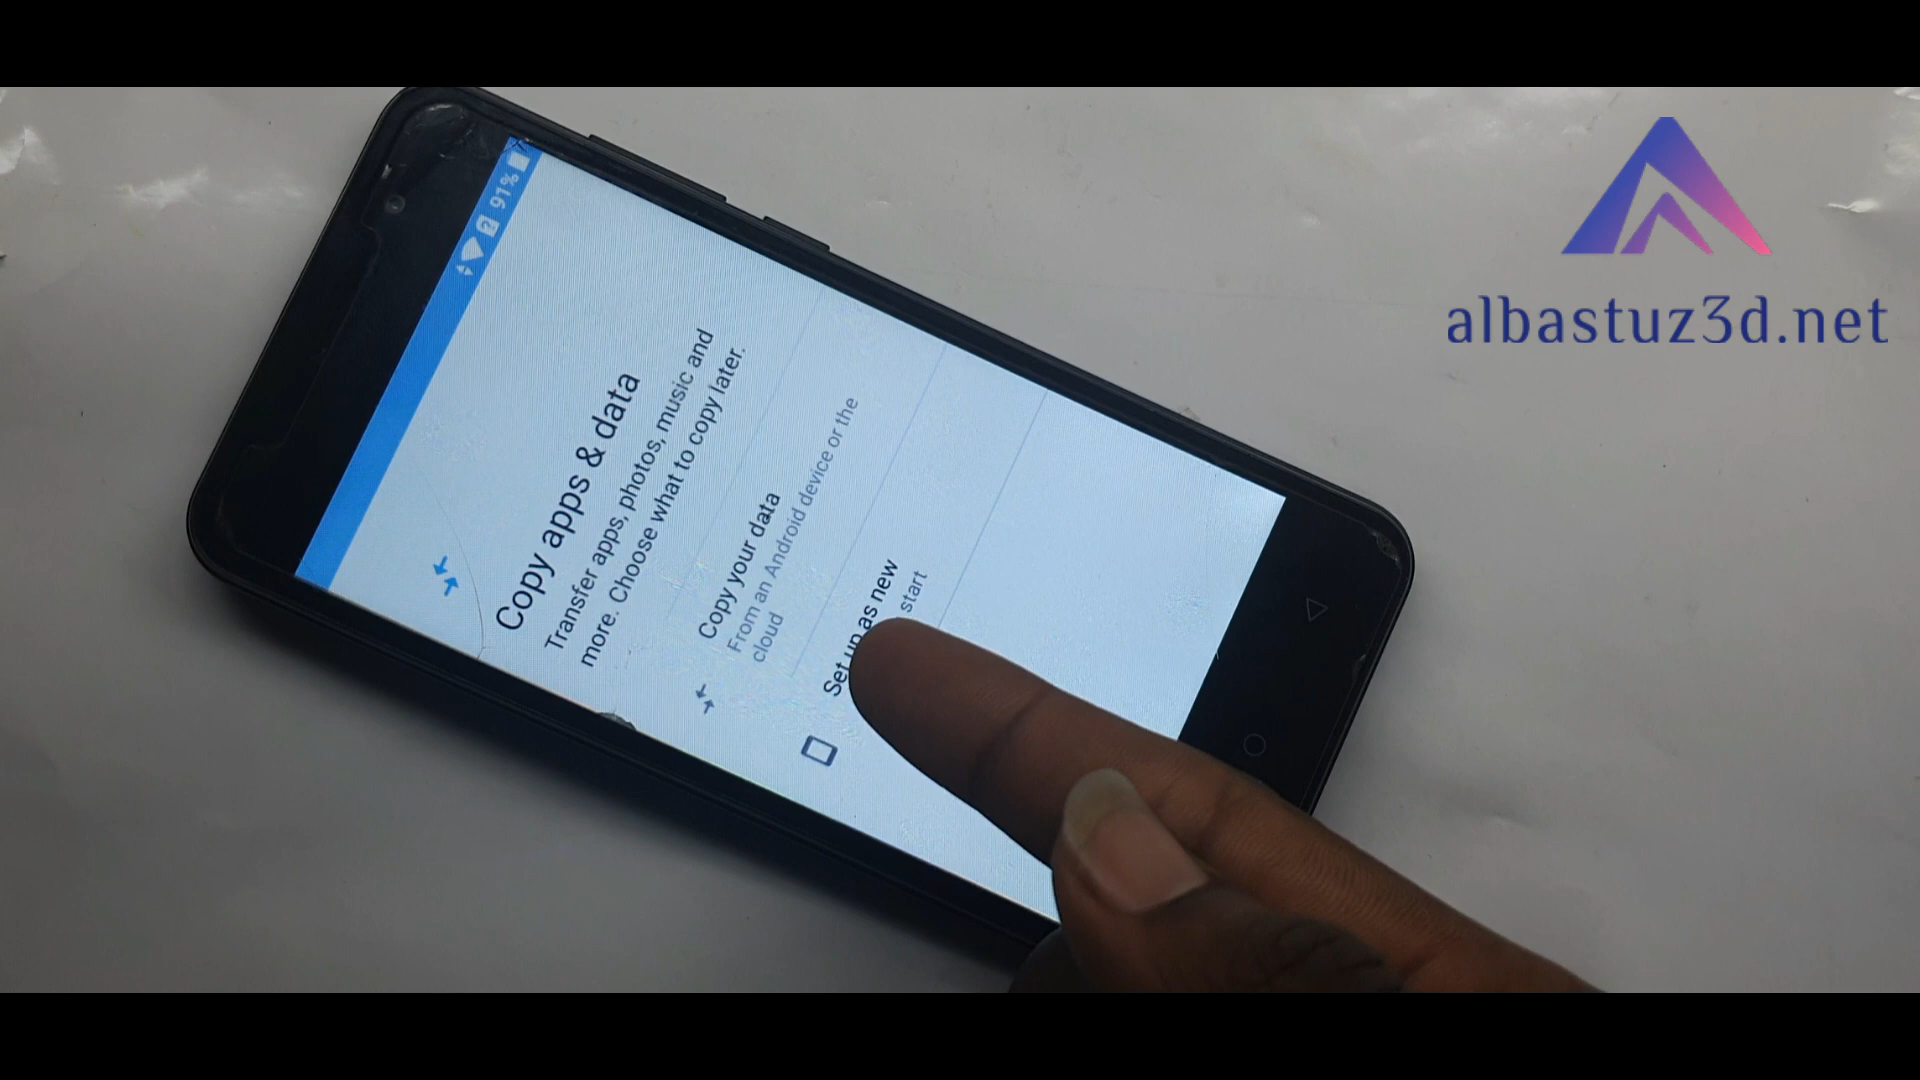 91%
Copy apps & data
Transfer apps, photos, music and
more. Choose what to copy later.
Copy your data
From an Android device or the
cloud
Set up as new
start
albastuz3d.net